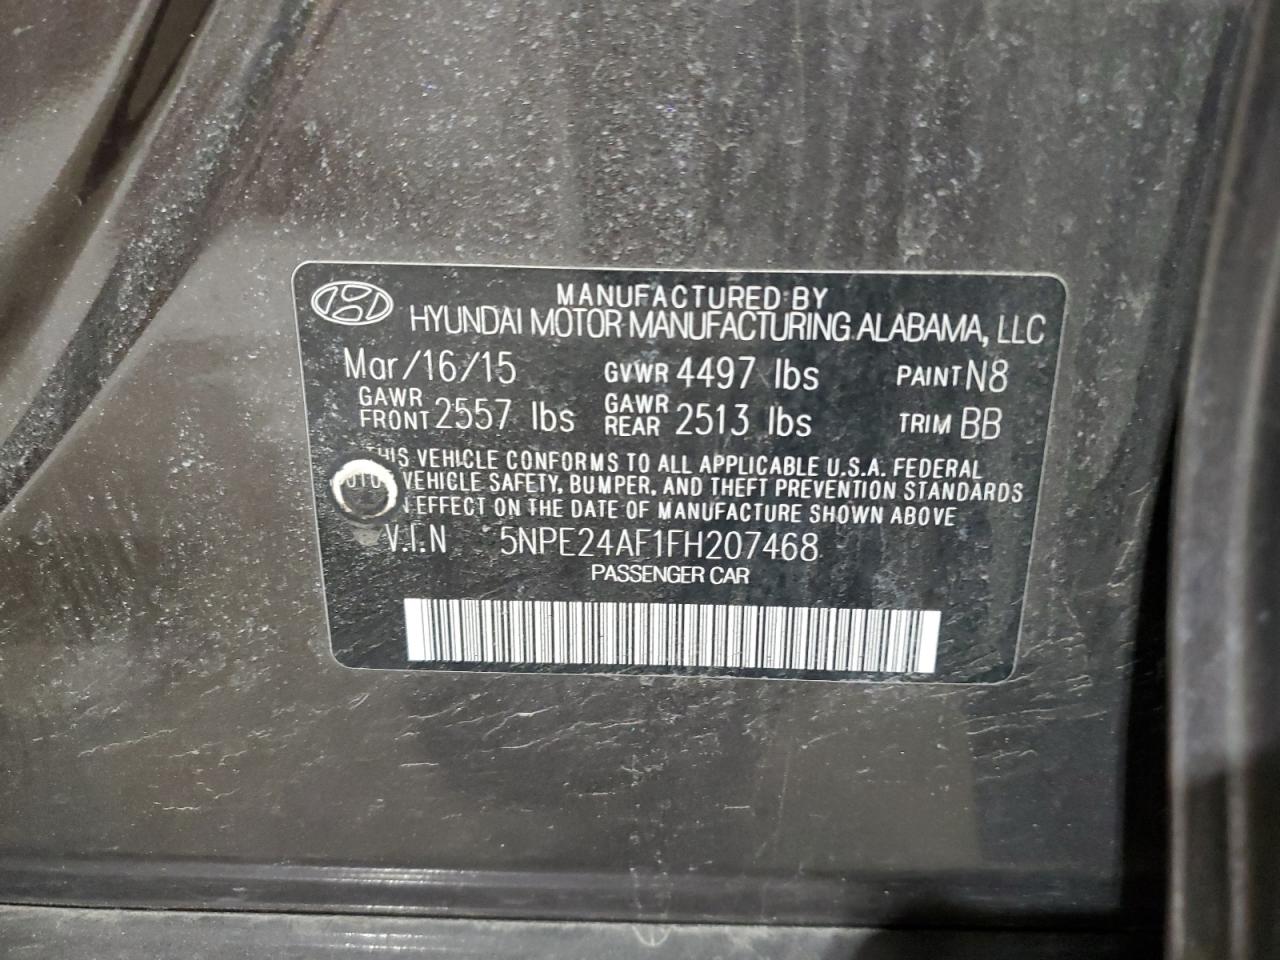 MANUFACTURED BY
HYUNDAI MOTOR MANUFACTURING ALABAMA, LLC
Mar/16/15 GVWR 4497 lbs PAINT N8
GAWR FRONT 2557 lbs GAWR REAR 2513 lbs TRIM BB
THIS VEHICLE CONFORMS TO ALL APPLICABLE U.S.A. FEDERAL
VEHICLE SAFETY, BUMPER, AND THEFT PREVENTION STANDARDS
EFFECT ON THE DATE OF MANUFACTURE SHOWN ABOVE
V.I.N 5NPE24AF1FH207468
PASSENGER CAR